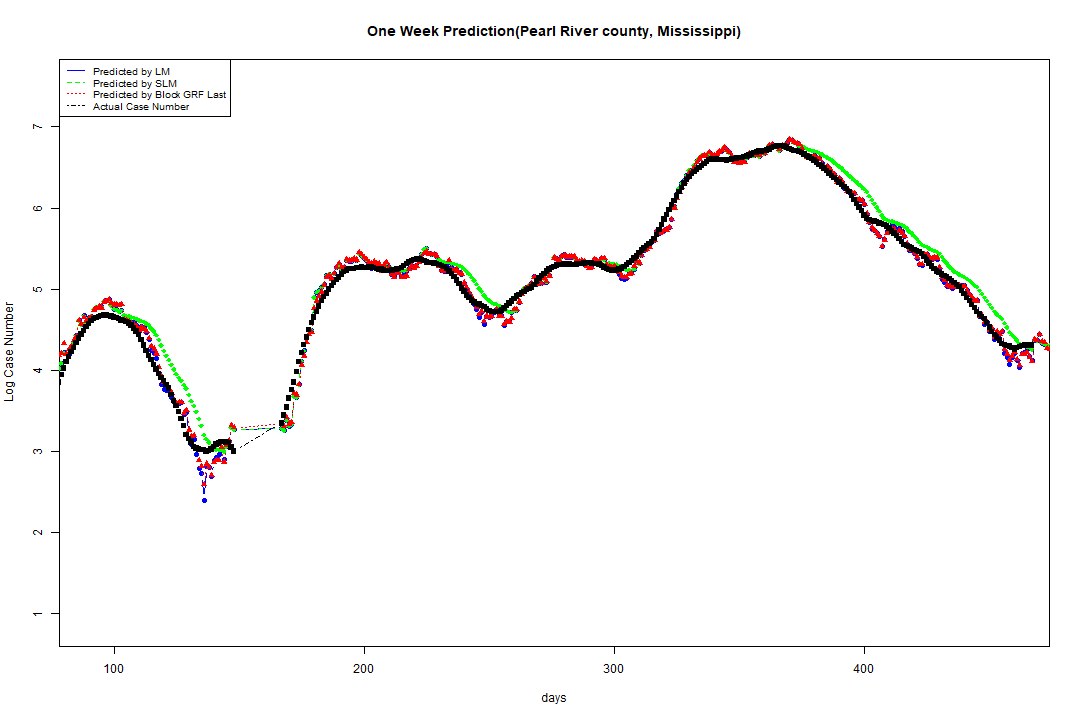 One Week Prediction(Pearl River county, Mississippi)
Predicted by LM
Predicted by SLM
Predicted by Block GRF Last
Actual Case Number
Log Case Number
7
6
5
4
3
2
1
100 200 300 400
days